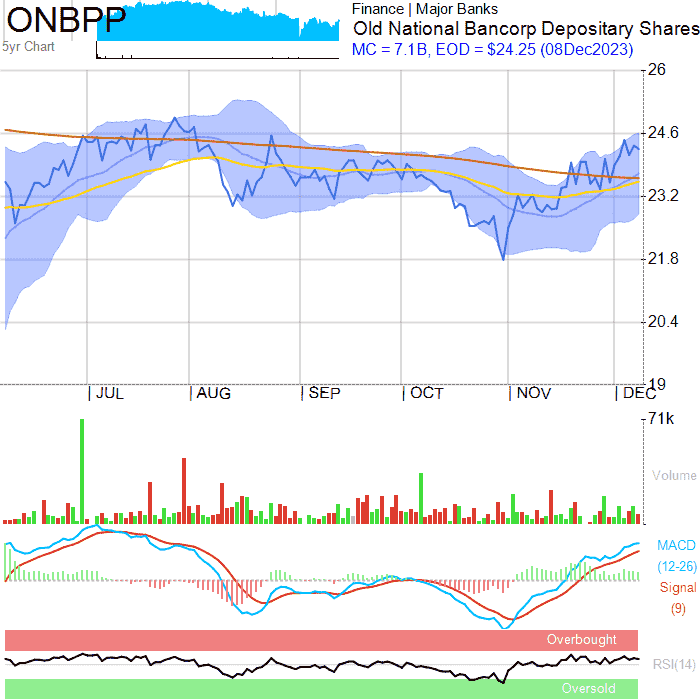 ONBPP
5yr Chart
Finance | Major Banks
Old National Bancorp Depositary Shares
MC = 7.1B, EOD = $24.25 (08Dec2023)
26
24.6
23.2
21.8
20.4
19
JUL AUG SEP OCT NOV DEC
71k
Volume
MACD
(12-26)
Signal
(9)
Overbought
RSI(14)
Oversold